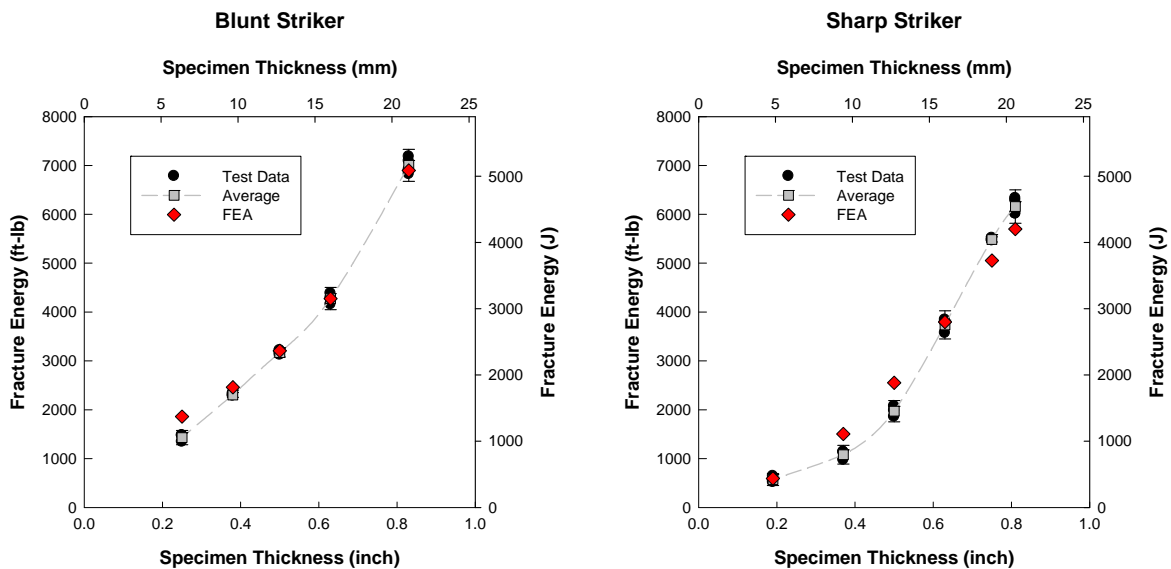 Blunt Striker
Specimen Thickness (mm)
0 5 10 15 20 25
Fracture Energy (ft-lb)
8000
7000
6000
5000
4000
3000
2000
1000
0
Test Data
Average
FEA
5000
4000
3000
2000
1000
0
Fracture Energy (J)
0.0 0.2 0.4 0.6 0.8 1.0
Specimen Thickness (inch)
Sharp Striker
Specimen Thickness (mm)
0 5 10 15 20 25
Fracture Energy (ft-lb)
8000
7000
6000
5000
4000
3000
2000
1000
0
Test Data
Average
FEA
5000
4000
3000
2000
1000
0
Fracture Energy (J)
0.0 0.2 0.4 0.6 0.8 1.0
Specimen Thickness (inch)